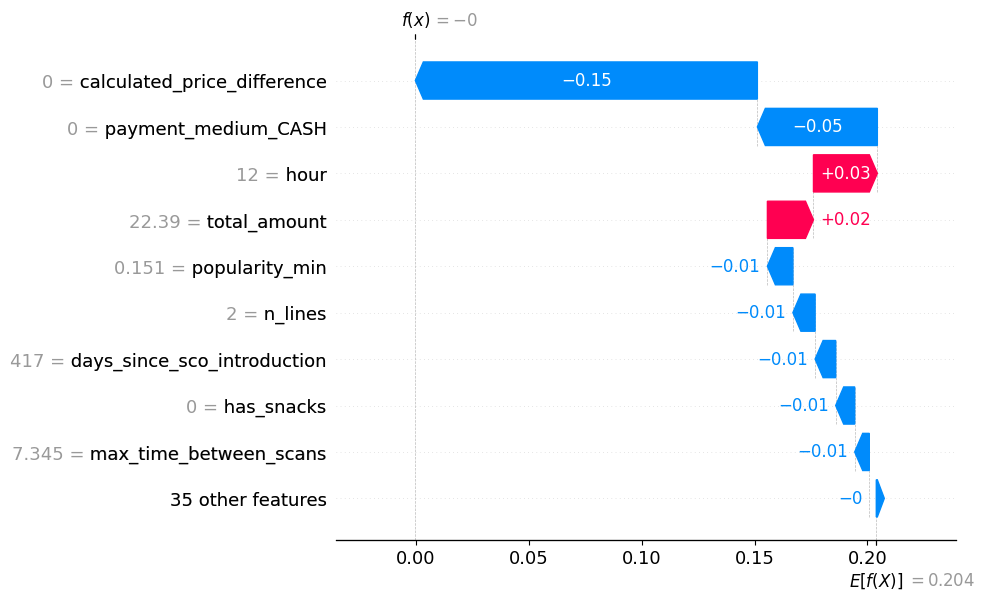 f(x) = −0
0 = calculated_price_difference
−0.15
0 = payment_medium_CASH
−0.05
12 = hour
+0.03
22.39 = total_amount
+0.02
0.151 = popularity_min
−0.01
2 = n_lines
−0.01
417 = days_since_sco_introduction
−0.01
0 = has_snacks
−0.01
7.345 = max_time_between_scans
−0.01
35 other features
−0
0.00 0.05 0.10 0.15 0.20
E[f(X)] = 0.204